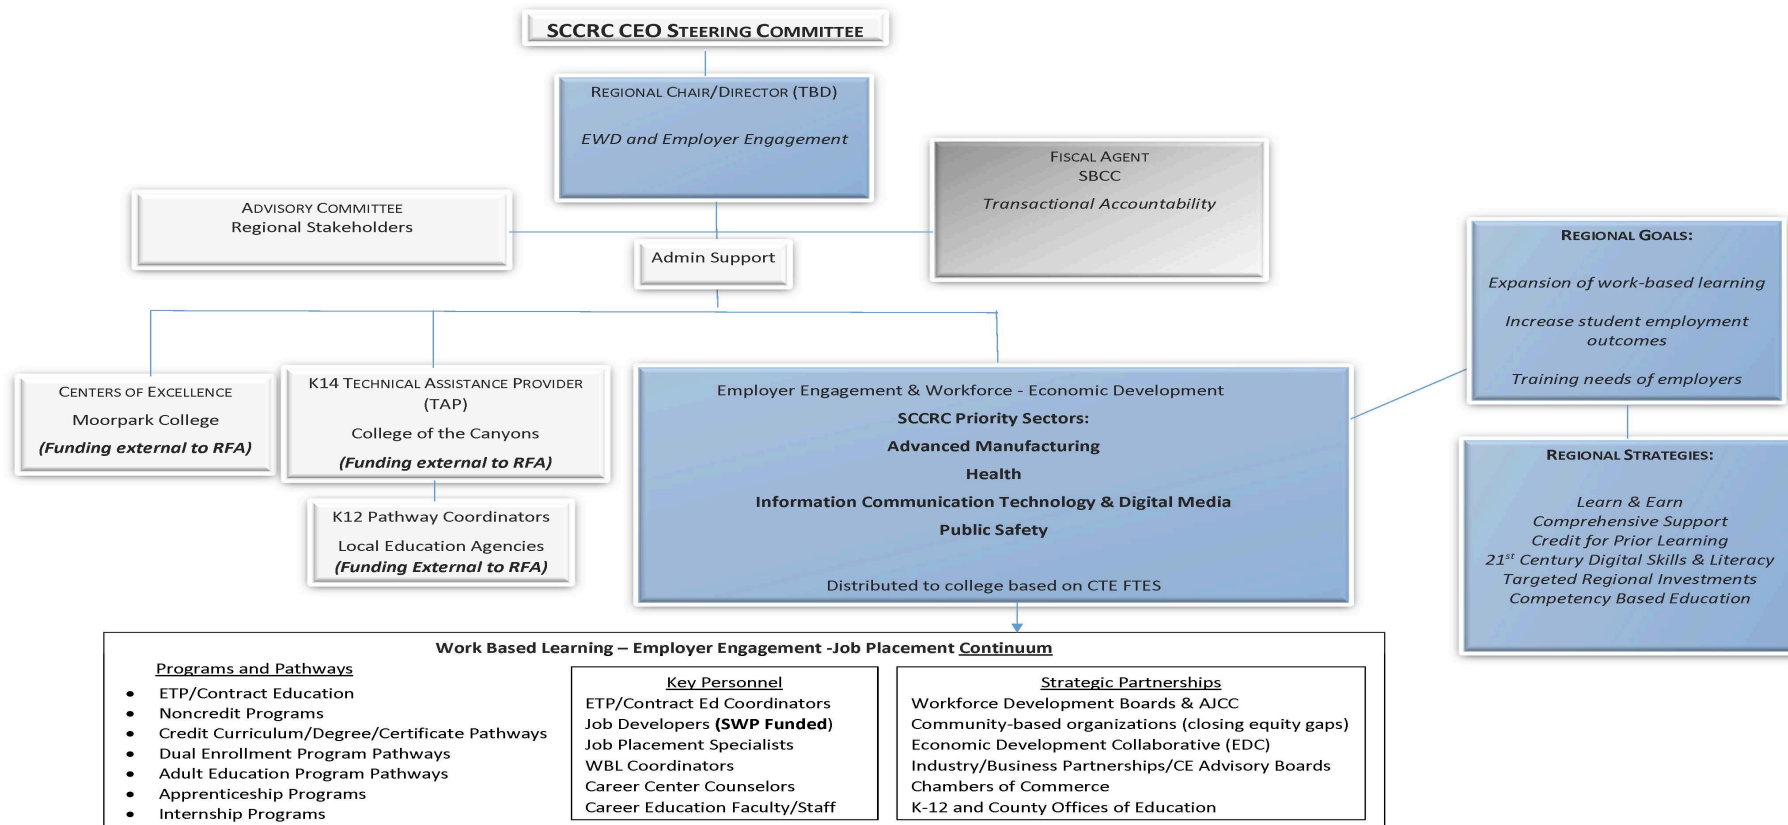 SCCRC CEO STEERING COMMITTEE
REGIONAL CHAIR/DIRECTOR (TBD)
EWD and Employer Engagement
FISCAL AGENT
SBCC
Transactional Accountability
ADVISORY COMMITTEE
Regional Stakeholders
Admin Support
REGIONAL GOALS:
Expansion of work-based learning
Increase student employment
outcomes
Training needs of employers
CENTERS OF EXCELLENCE
Moorpark College
(Funding external to RFA)
K14 TECHNICAL ASSISTANCE PROVIDER
(TAP)
College of the Canyons
(Funding external to RFA)
K12 Pathway Coordinators
Local Education Agencies
(Funding External to RFA)
Employer Engagement & Workforce - Economic Development
SCCRC Priority Sectors:
Advanced Manufacturing
Health
Information Communication Technology & Digital Media
Public Safety
Distributed to college based on CTE FTES
REGIONAL STRATEGIES:
Learn & Earn
Comprehensive Support
Credit for Prior Learning
21st Century Digital Skills & Literacy
Targeted Regional Investments
Competency Based Education
Work Based Learning – Employer Engagement -Job Placement Continuum
Programs and Pathways
• ETP/Contract Education
• Noncredit Programs
• Credit Curriculum/Degree/Certificate Pathways
• Dual Enrollment Program Pathways
• Adult Education Program Pathways
• Apprenticeship Programs
• Internship Programs
Key Personnel
ETP/Contract Ed Coordinators
Job Developers (SWP Funded)
Job Placement Specialists
WBL Coordinators
Career Center Counselors
Career Education Faculty/Staff
Strategic Partnerships
Workforce Development Boards & AJCC
Community-based organizations (closing equity gaps)
Economic Development Collaborative (EDC)
Industry/Business Partnerships/CE Advisory Boards
Chambers of Commerce
K-12 and County Offices of Education